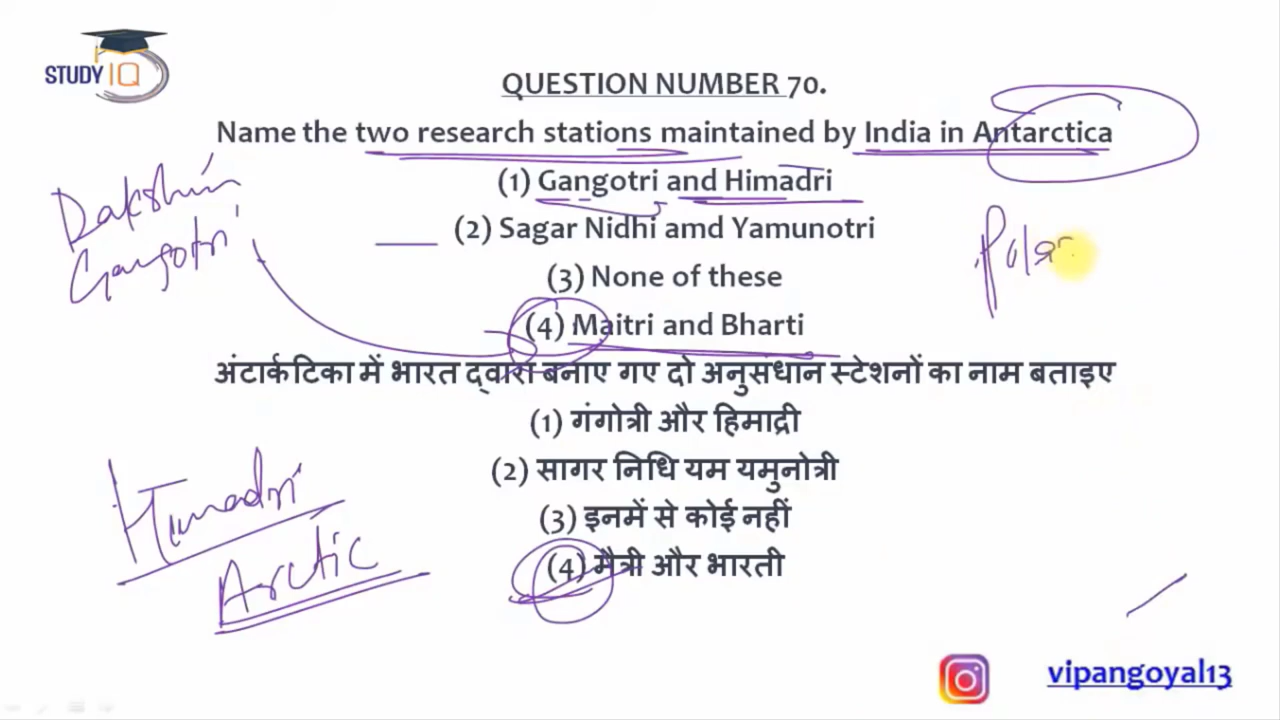 STUDY IQ
QUESTION NUMBER 70.
Name the two research stations maintained by India in Antarctica
(1) Gangotri and Himadri
(2) Sagar Nidhi amd Yamunotri
(3) None of these
(4) Maitri and Bharti
Dakshin
Gangotri
Polar
अंटार्कटिका में भारत द्वारा बनाए गए दो अनुसंधान स्टेशनों का नाम बताइए
(1) गंगोत्री और हिमाद्री
(2) सागर निधि यम यमुनोत्री
(3) इनमें से कोई नहीं
(4) मैत्री और भारती
Himadri
Arctic
vipangoyal13